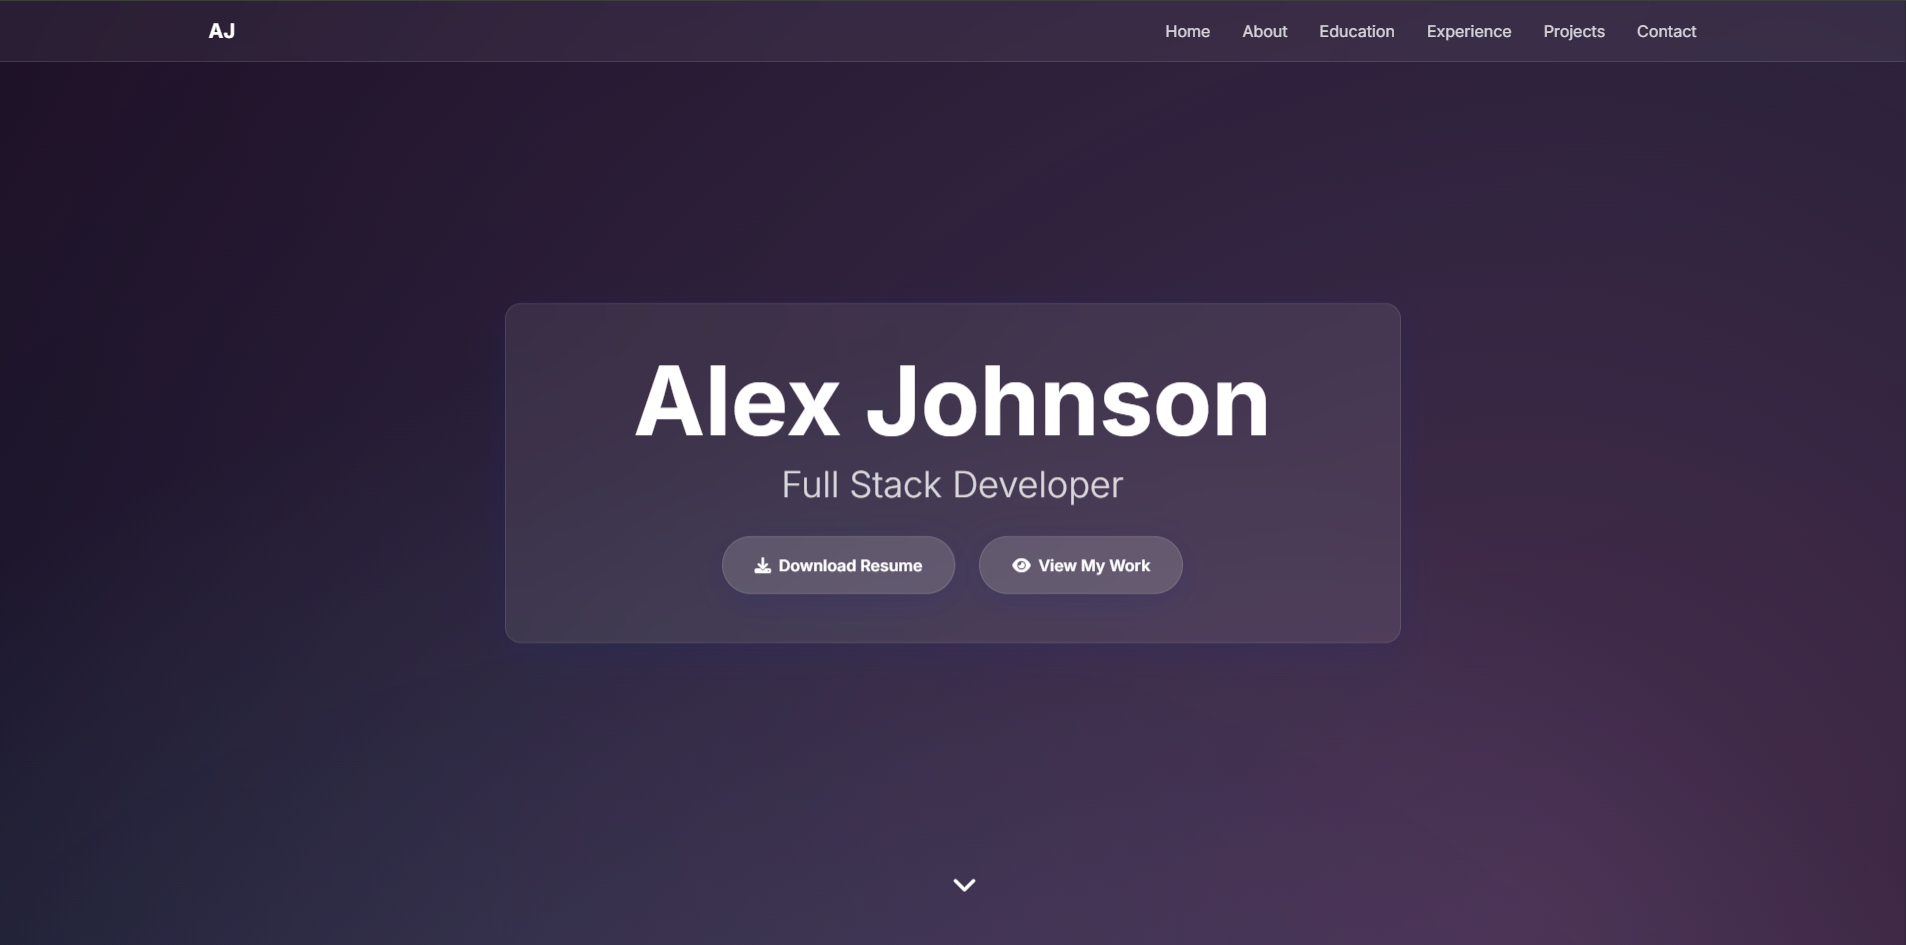 AJ
Home About Education Experience Projects Contact
Alex Johnson
Full Stack Developer
Download Resume View My Work